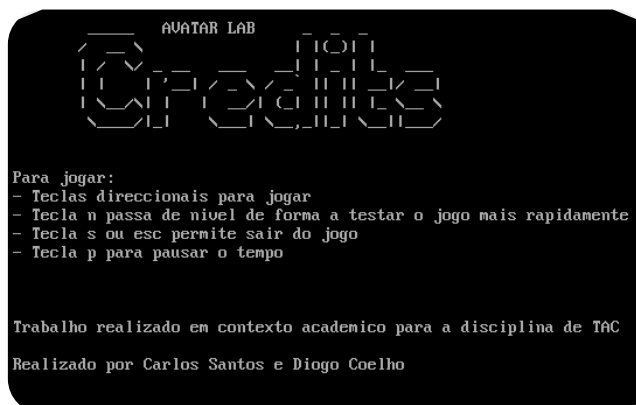 AVATAR LAB
Credits
Para jogar:
- Teclas direccionais para jogar
- Tecla n passa de nivel de forma a testar o jogo mais rapidamente
- Tecla s ou esc permite sair do jogo
- Tecla p para pausar o tempo
Trabalho realizado em contexto academico para a disciplina de TAC
Realizado por Carlos Santos e Diogo Coelho